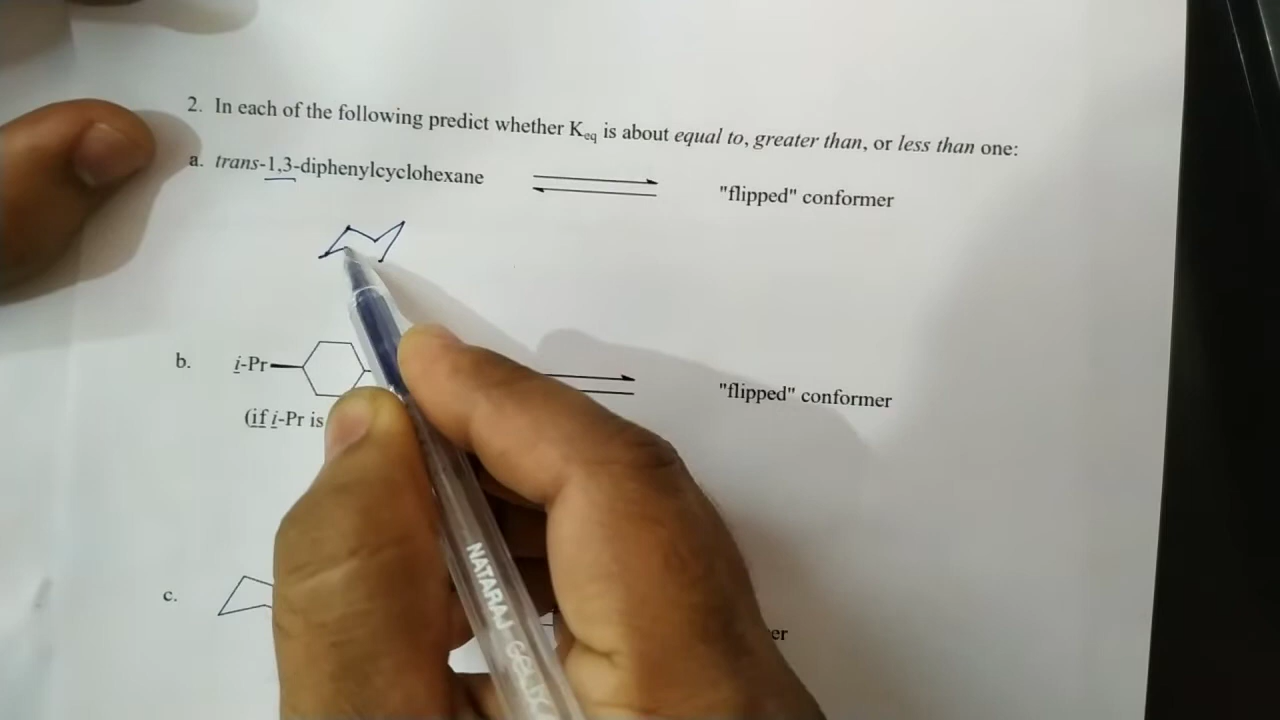 2. In each of the following predict whether Keq is about equal to, greater than, or less than one:
a. trans-1,3-diphenylcyclohexane "flipped" conformer
b. i-Pr "flipped" conformer
(if i-Pr is
c. er
NATARAJ GELIX